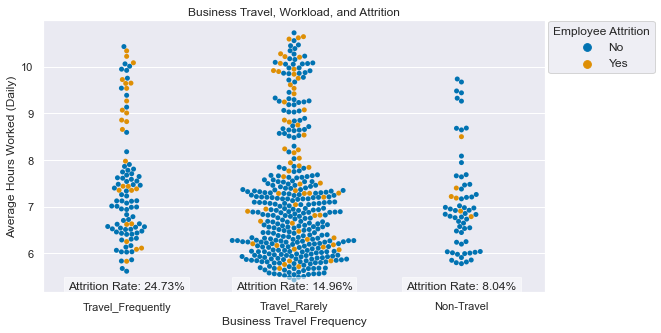 Business Travel, Workload, and Attrition
Employee Attrition
No
Yes
Average Hours Worked (Daily)
10
9
8
7
6
Attrition Rate: 24.73%
Attrition Rate: 14.96%
Attrition Rate: 8.04%
Travel_Frequently
Travel_Rarely
Non-Travel
Business Travel Frequency